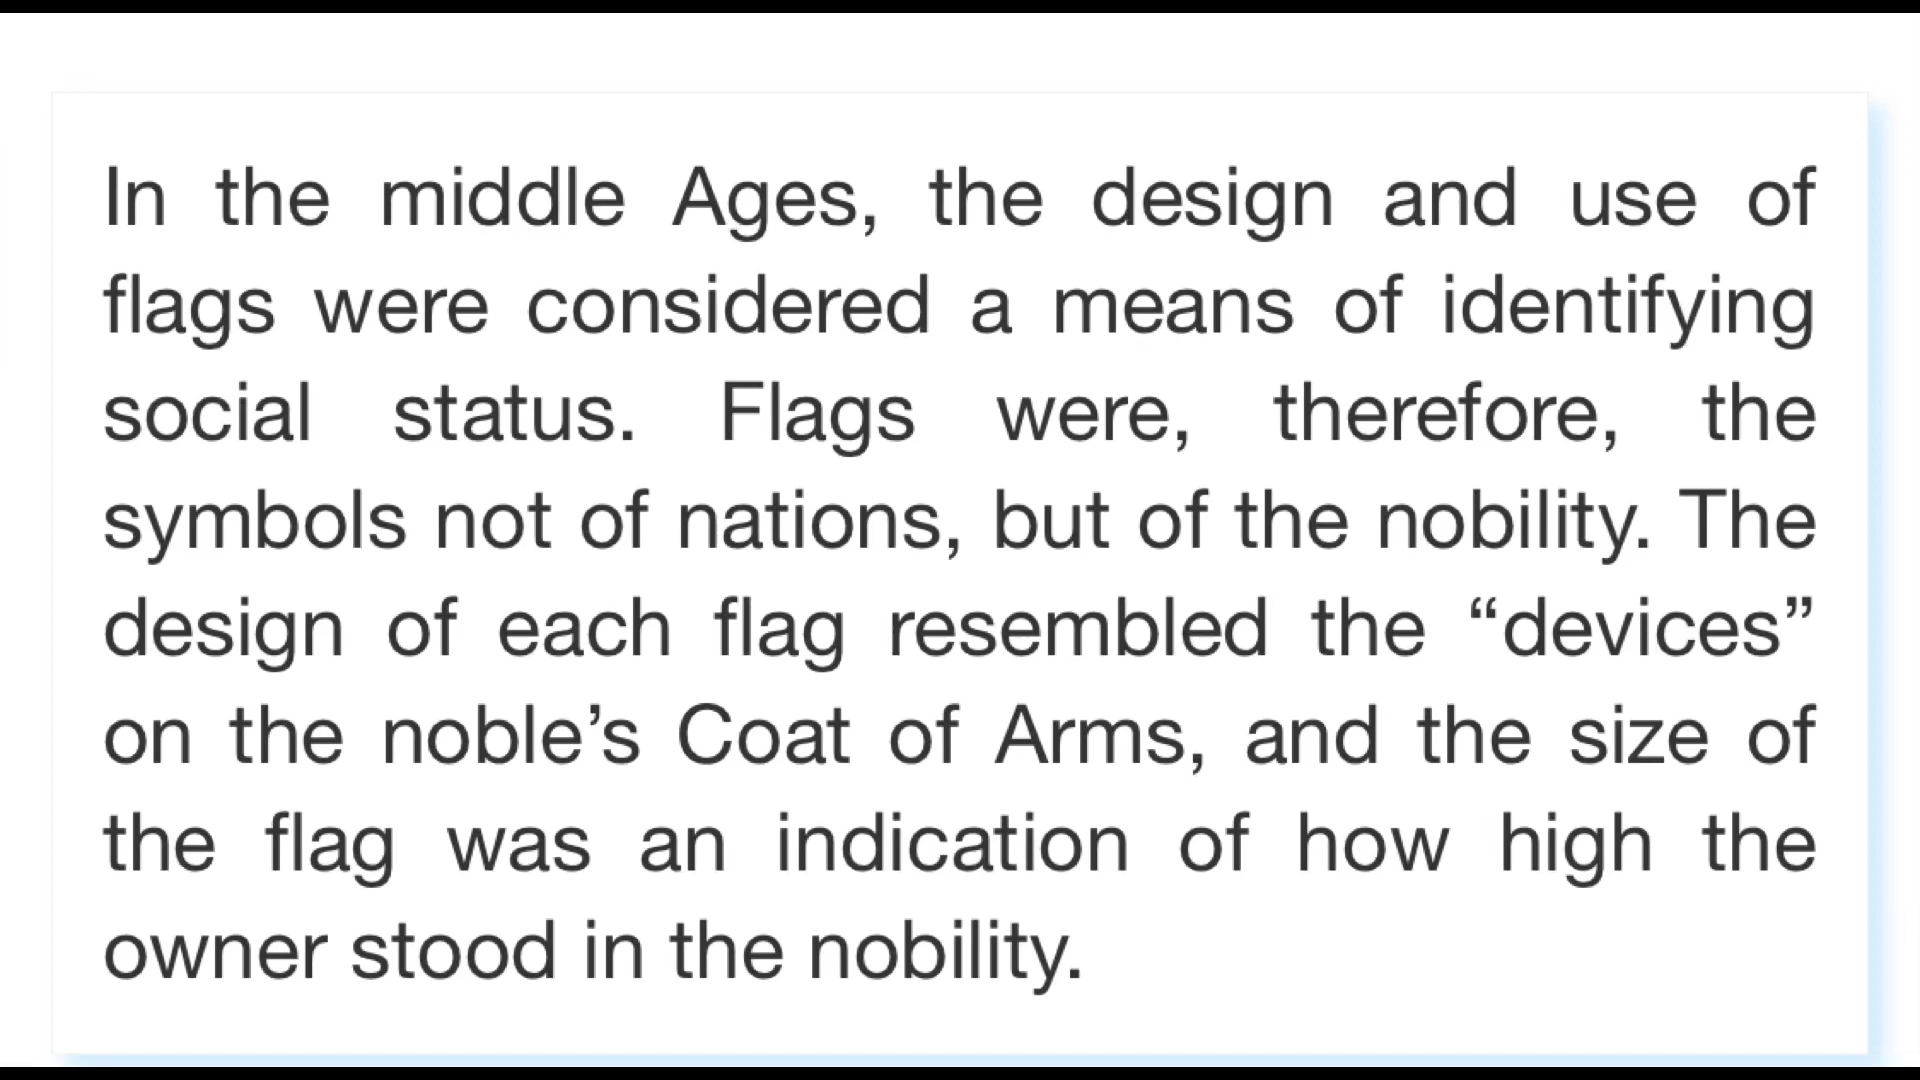 In the middle Ages, the design and use of
flags were considered a means of identifying
social status. Flags were, therefore, the
symbols not of nations, but of the nobility. The
design of each flag resembled the “devices”
on the noble’s Coat of Arms, and the size of
the flag was an indication of how high the
owner stood in the nobility.